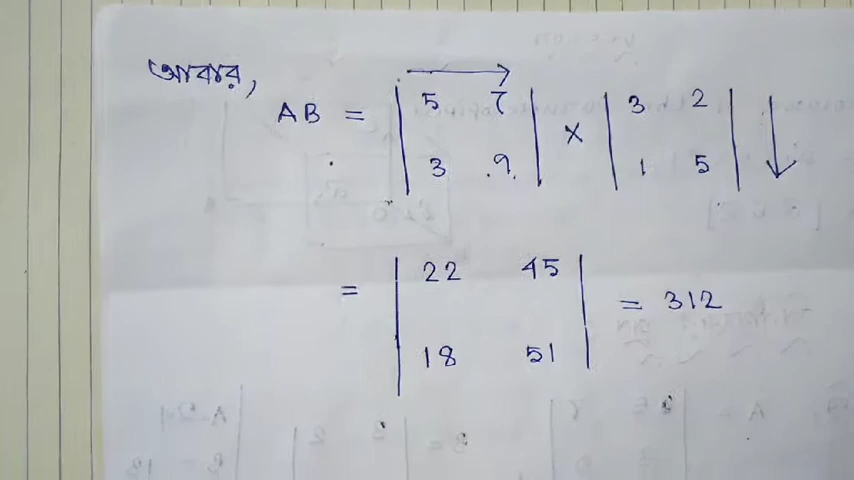 আবার,
AB = | 5 7 | × | 3 2 |
| 3 9 | | 1 5 |
= | 22 45 | = 312
| 18 51 |